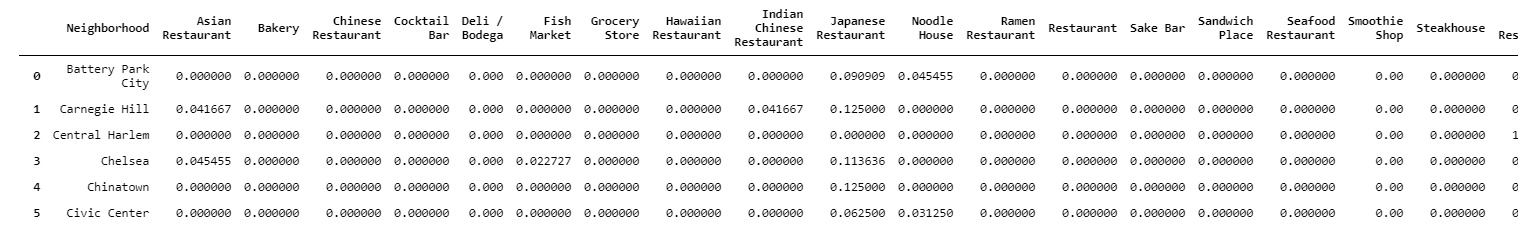 Neighborhood Asian Restaurant Bakery Chinese Restaurant Cocktail Bar Deli / Bodega Fish Market Grocery Store Hawaiian Restaurant Indian Chinese Restaurant Japanese Restaurant Noodle House Ramen Restaurant Restaurant Sake Bar Sandwich Place Seafood Restaurant Smoothie Shop Steakhouse Res
0 Battery Park City 0.000000 0.000000 0.000000 0.000000 0.000 0.000000 0.000000 0.000000 0.000000 0.090909 0.045455 0.000000 0.000000 0.000000 0.000000 0.000000 0.00 0.000000 0
1 Carnegie Hill 0.041667 0.000000 0.000000 0.000000 0.000 0.000000 0.000000 0.000000 0.041667 0.125000 0.000000 0.000000 0.000000 0.000000 0.000000 0.000000 0.00 0.000000 0
2 Central Harlem 0.000000 0.000000 0.000000 0.000000 0.000 0.000000 0.000000 0.000000 0.000000 0.000000 0.000000 0.000000 0.000000 0.000000 0.000000 0.000000 0.00 0.000000 1
3 Chelsea 0.045455 0.000000 0.000000 0.000000 0.000 0.022727 0.000000 0.000000 0.000000 0.113636 0.000000 0.000000 0.000000 0.000000 0.000000 0.000000 0.00 0.000000 0
4 Chinatown 0.000000 0.000000 0.000000 0.000000 0.000 0.000000 0.000000 0.000000 0.000000 0.125000 0.000000 0.000000 0.000000 0.000000 0.000000 0.000000 0.00 0.000000 0
5 Civic Center 0.000000 0.000000 0.000000 0.000000 0.000 0.000000 0.000000 0.000000 0.000000 0.062500 0.031250 0.000000 0.000000 0.000000 0.000000 0.000000 0.00 0.000000 0